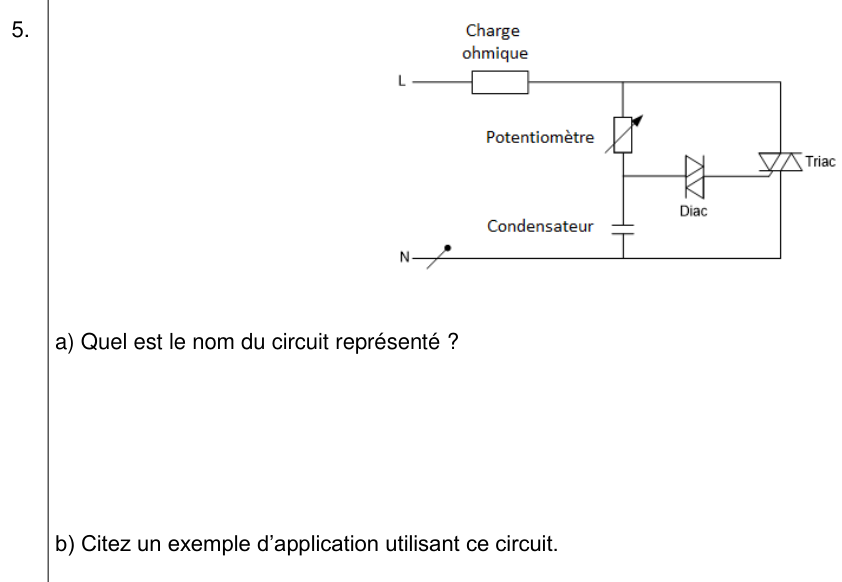 5.
Charge
ohmique
L
Potentiomètre
Triac
Diac
Condensateur
N
a) Quel est le nom du circuit représenté ?
b) Citez un exemple d’application utilisant ce circuit.